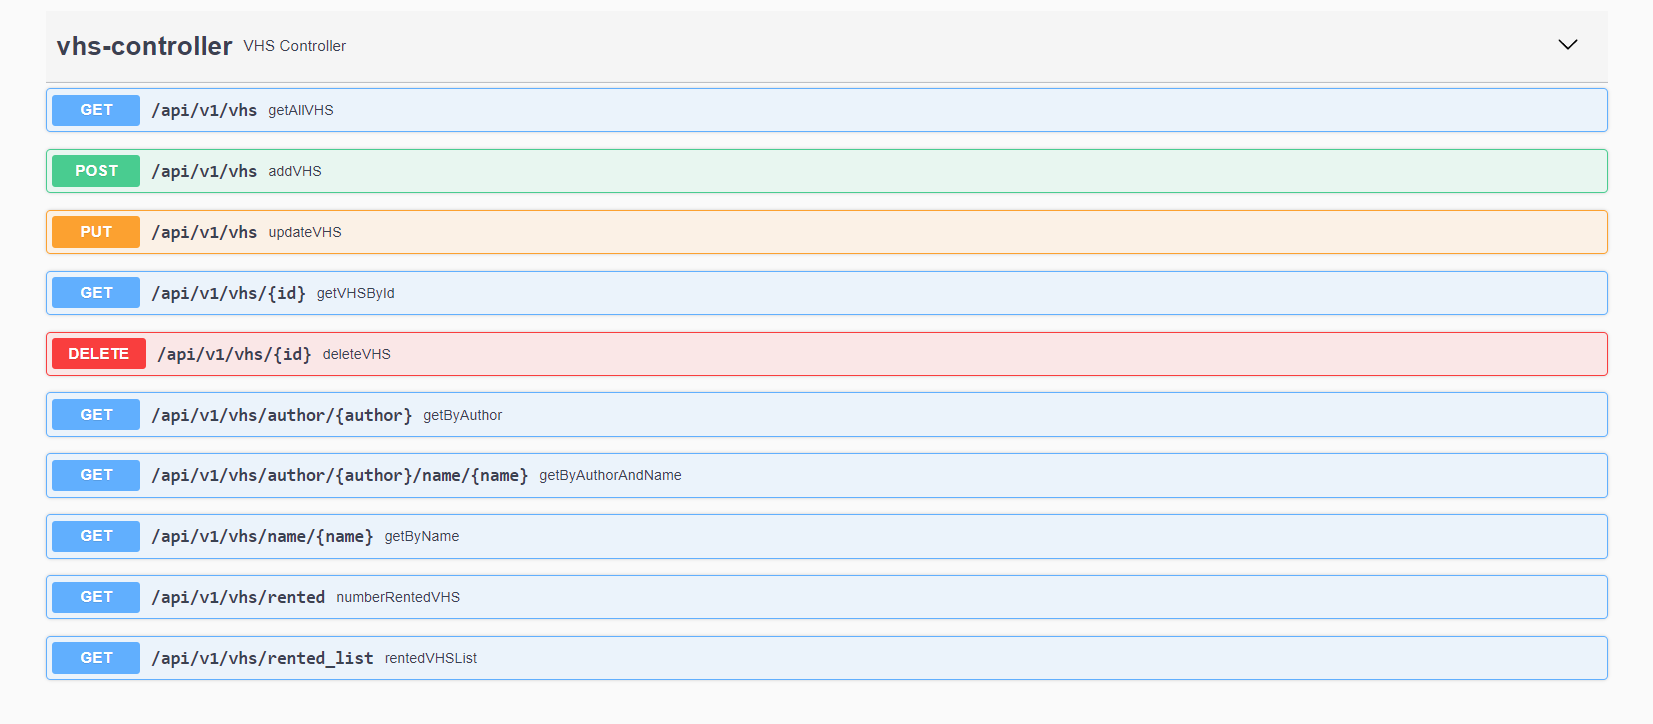 vhs-controller VHS Controller
GET /api/v1/vhs getAllVHS
POST /api/v1/vhs addVHS
PUT /api/v1/vhs updateVHS
GET /api/v1/vhs/{id} getVHSById
DELETE /api/v1/vhs/{id} deleteVHS
GET /api/v1/vhs/author/{author} getByAuthor
GET /api/v1/vhs/author/{author}/name/{name} getByAuthorAndName
GET /api/v1/vhs/name/{name} getByName
GET /api/v1/vhs/rented numberRentedVHS
GET /api/v1/vhs/rented_list rentedVHSList